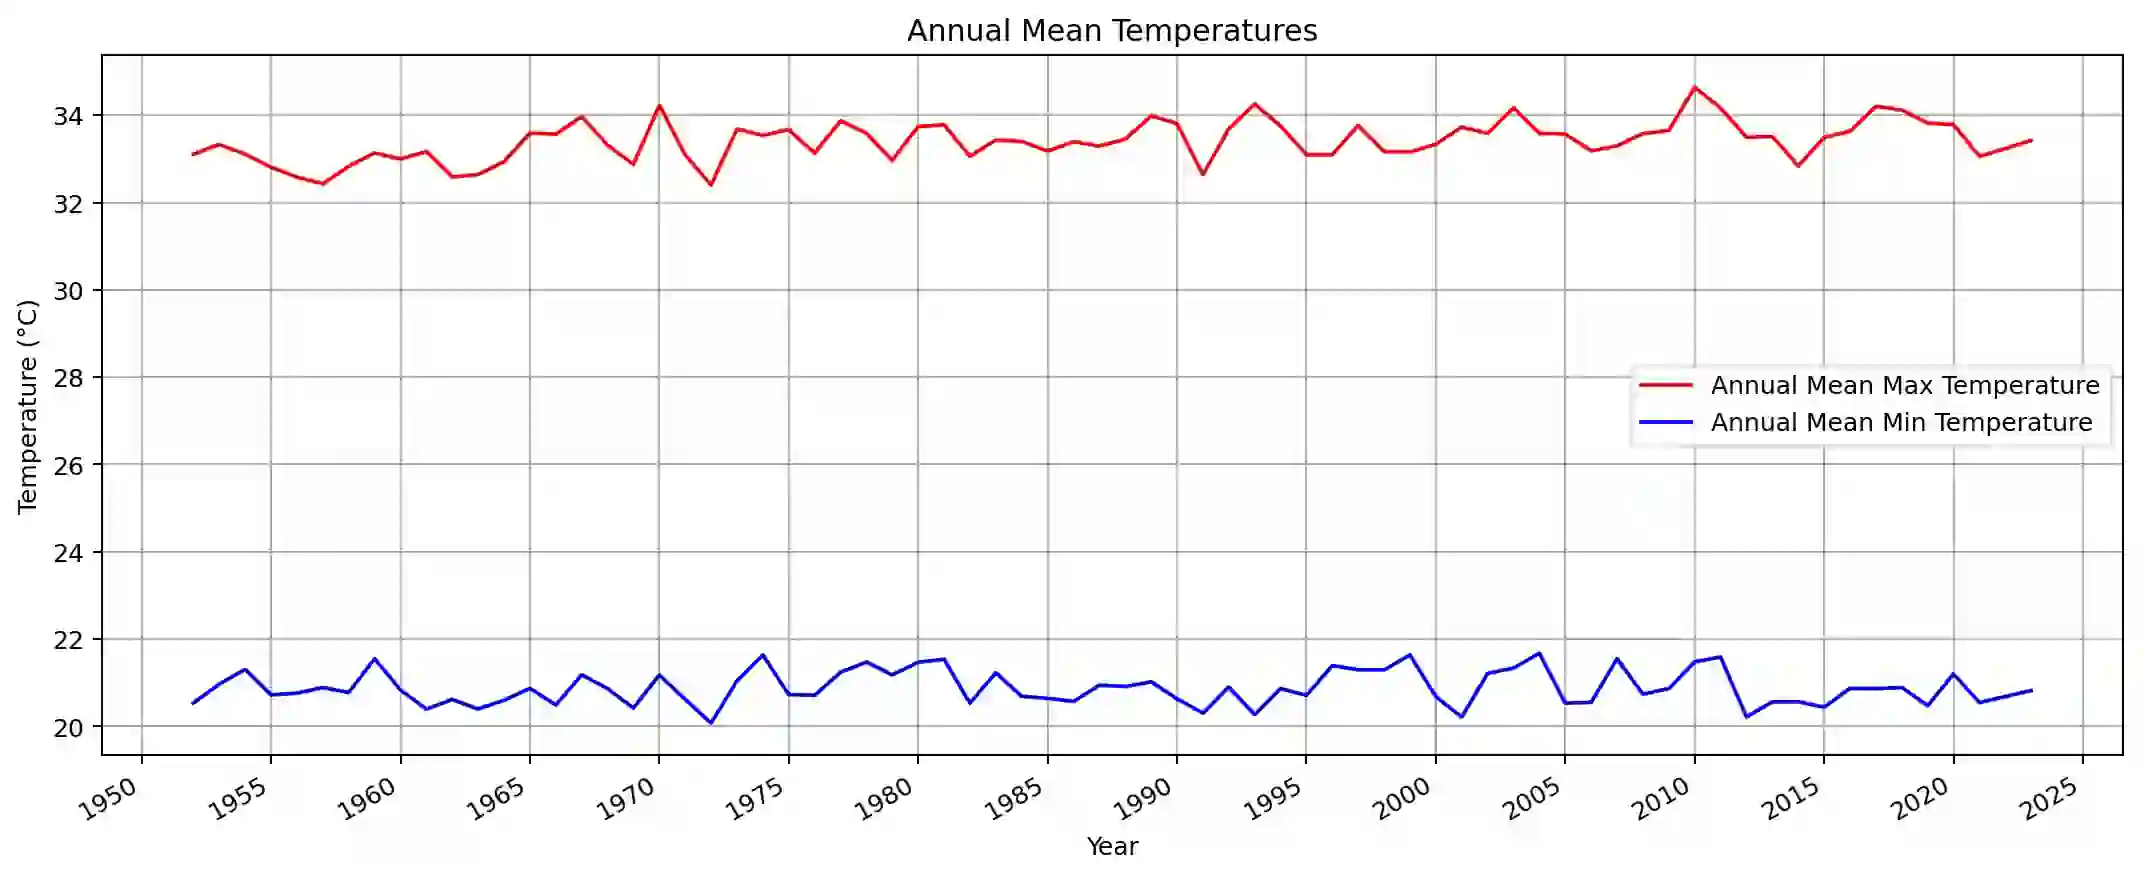 Annual Mean Temperatures
34
32
30
28
26
24
22
20
Temperature (°C)
Annual Mean Max Temperature
Annual Mean Min Temperature
1950 1955 1960 1965 1970 1975 1980 1985 1990 1995 2000 2005 2010 2015 2020 2025
Year